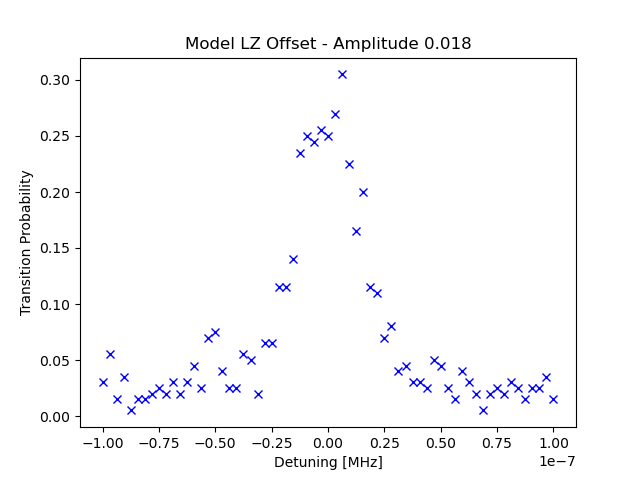 Model LZ Offset - Amplitude 0.018
Transition Probability
0.30
0.25
0.20
0.15
0.10
0.05
0.00
−1.00 −0.75 −0.50 −0.25 0.00 0.25 0.50 0.75 1.00
1e−7
Detuning [MHz]